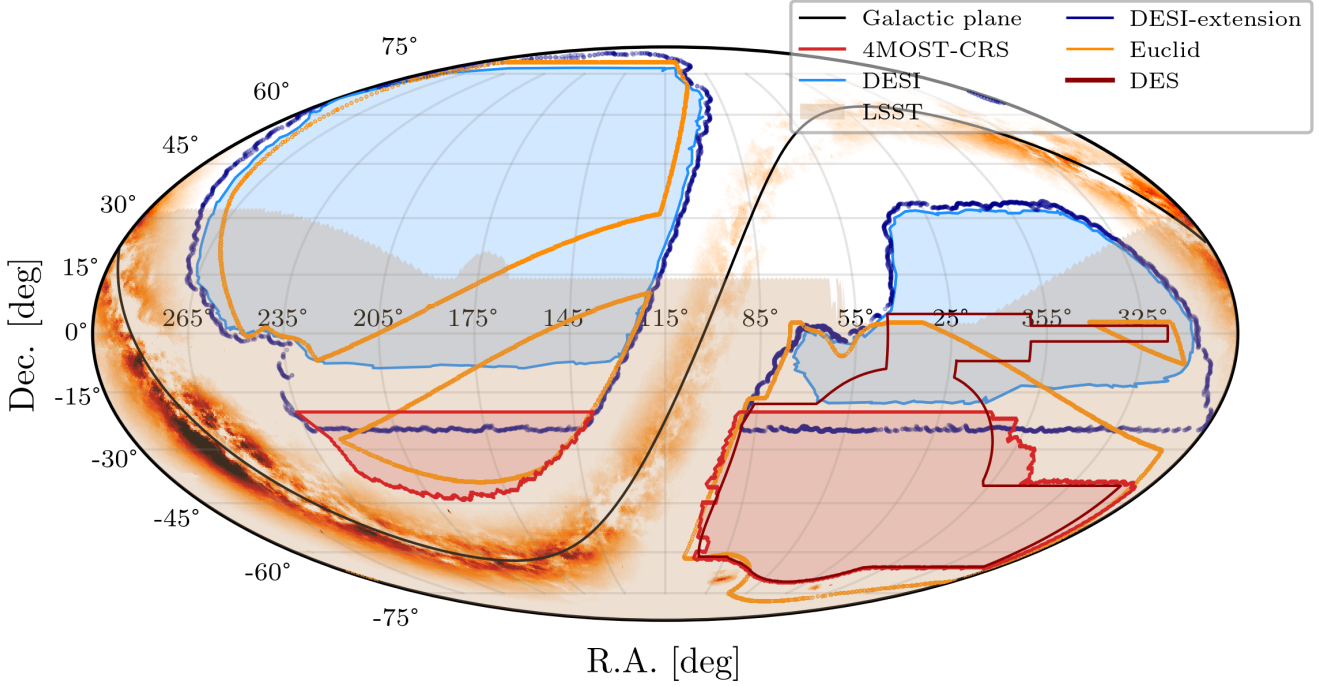 Galactic plane
4MOST-CRS
DESI
LSST
DESI-extension
Euclid
DES
75°
60°
45°
30°
15°
0°
-15°
-30°
-45°
-60°
-75°
265° 235° 205° 175° 145° 115° 85° 55° 25° 355° 325°
Dec. [deg]
R.A. [deg]